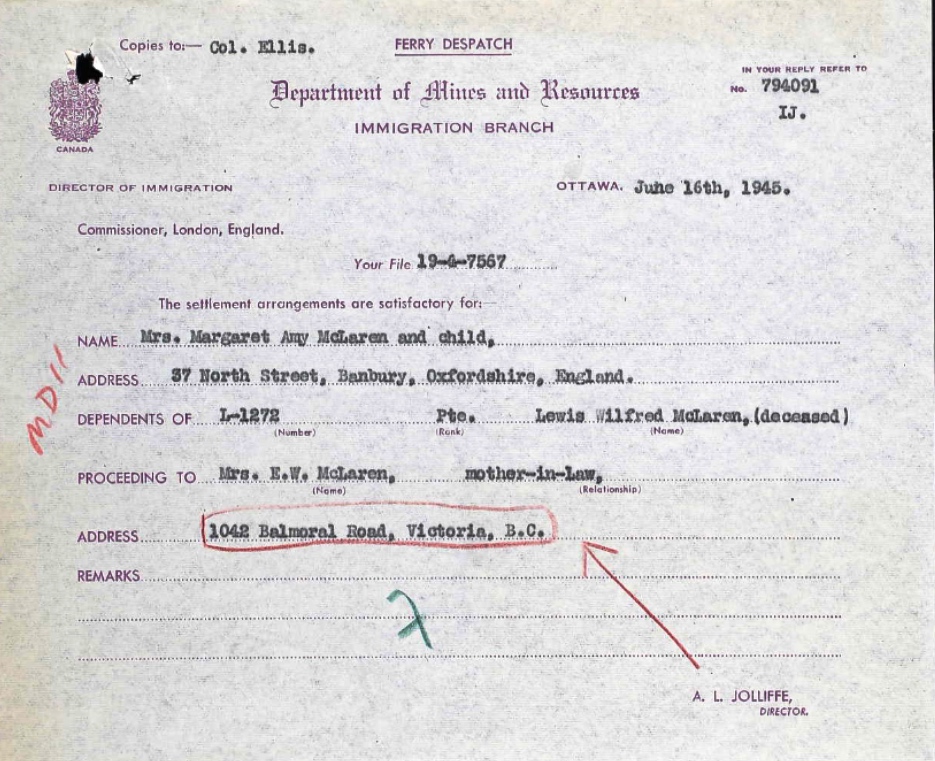 Copies to:— Col. Ellis.
FERRY DESPATCH
IN YOUR REPLY REFER TO
No. 794091
IJ.
Department of Mines and Resources
IMMIGRATION BRANCH
CANADA
DIRECTOR OF IMMIGRATION
OTTAWA. June 16th, 1945.
Commissioner, London, England.
Your File 19-G-7567
The settlement arrangements are satisfactory for:—
NAME Mrs. Margaret Amy McLaren and child,
ADDRESS 37 North Street, Banbury, Oxfordshire, England.
MD11
DEPENDENTS OF L-1272 Pte. Lewis Wilfred McLaren,(deceased)
(Number) (Rank) (Name)
PROCEEDING TO Mrs. E.W. McLaren, mother-in-law,
(Name) (Relationship)
ADDRESS 1042 Balmoral Road, Victoria, B.C.
REMARKS
A. L. JOLLIFFE,
DIRECTOR.